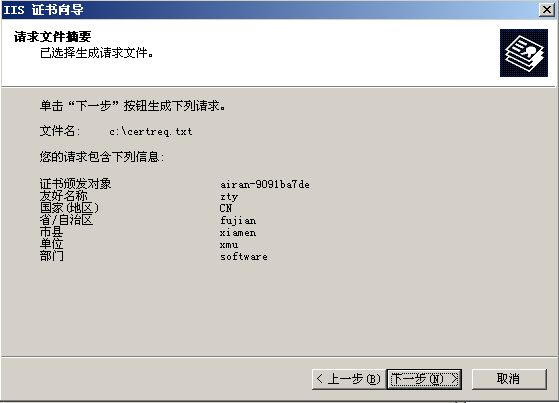 IIS 证书向导
请求文件摘要
已选择生成请求文件。
单击“下一步”按钮生成下列请求。
文件名: c:\certreq.txt
您的请求包含下列信息:
证书颁发对象 airan-9091ba7de
友好名称 zty
国家(地区) CN
省/自治区 fujian
市县 xiamen
单位 xmu
部门 software
< 上一步(B) 下一步(N) > 取消